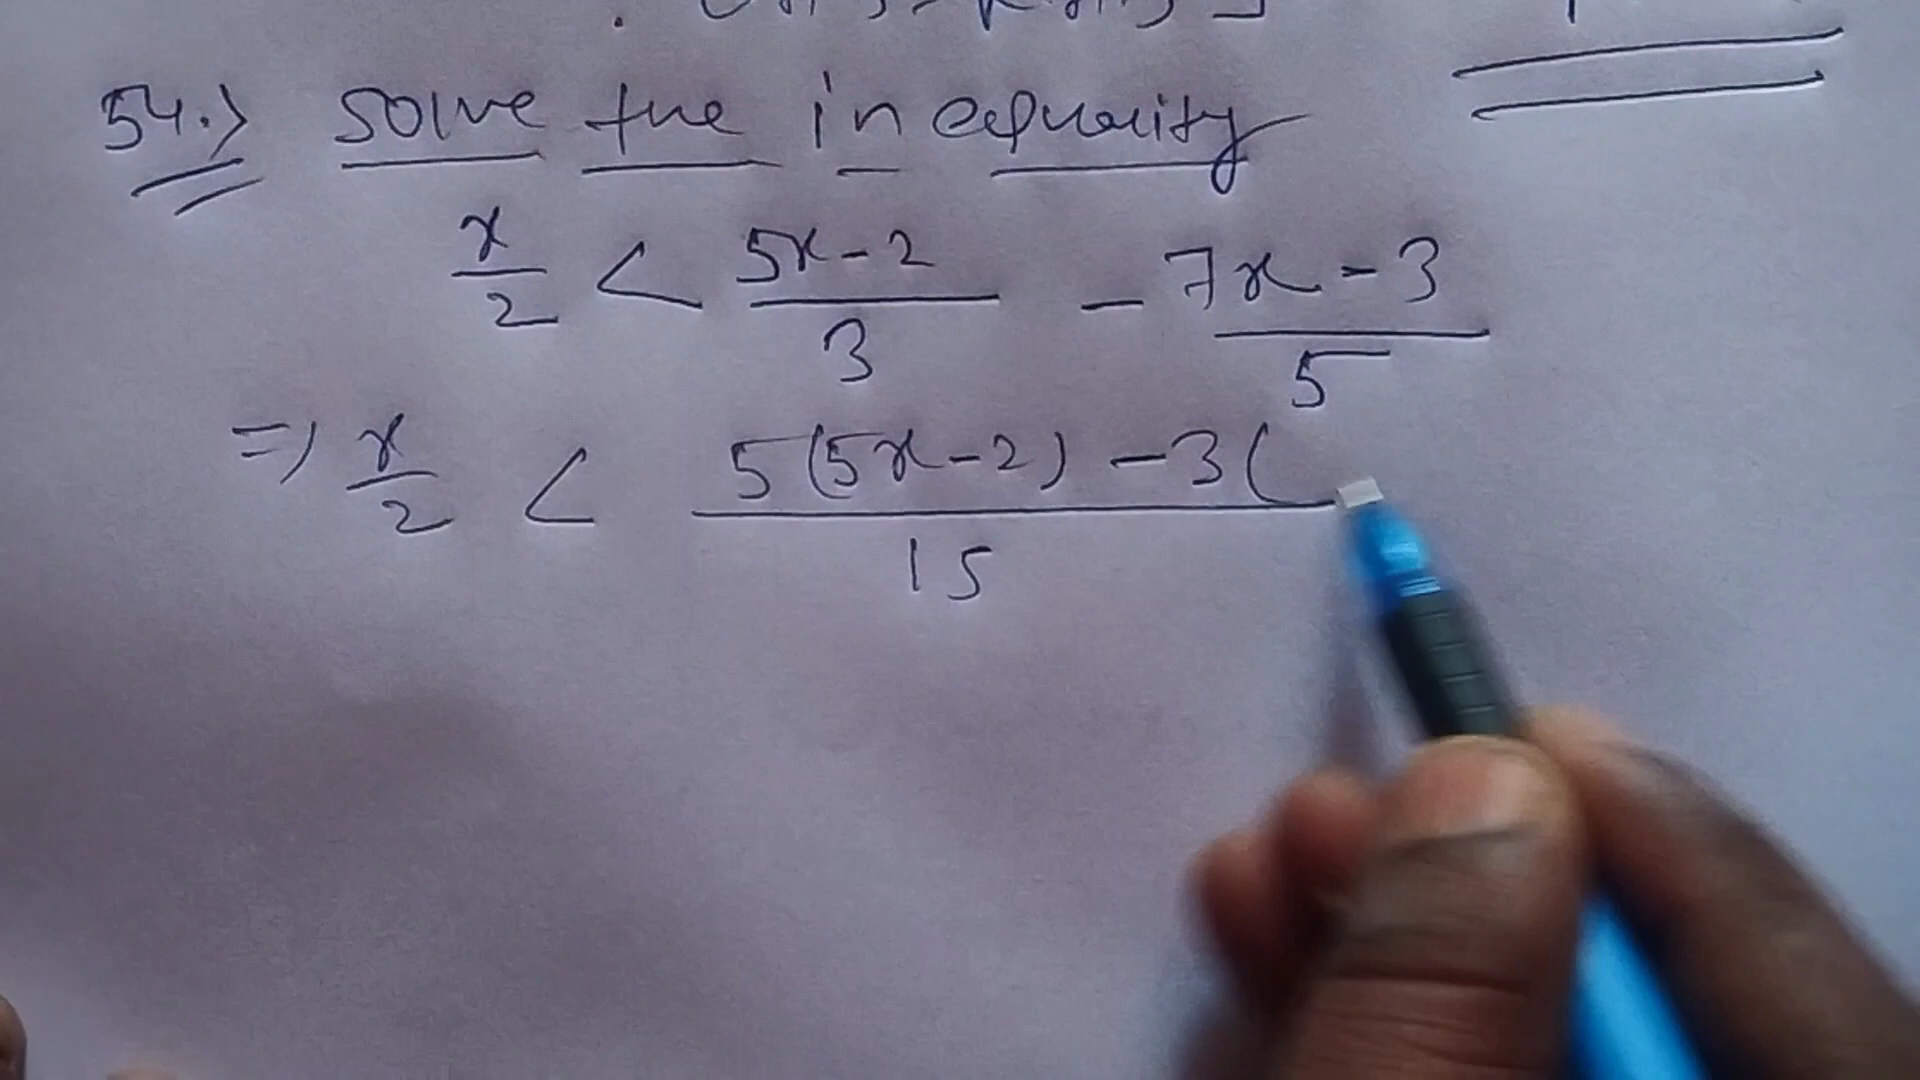 54.) Solve the inequality
x/2 < (5x-2)/3 - (7x-3)/5
=> x/2 < (5(5x-2) -3( )/15